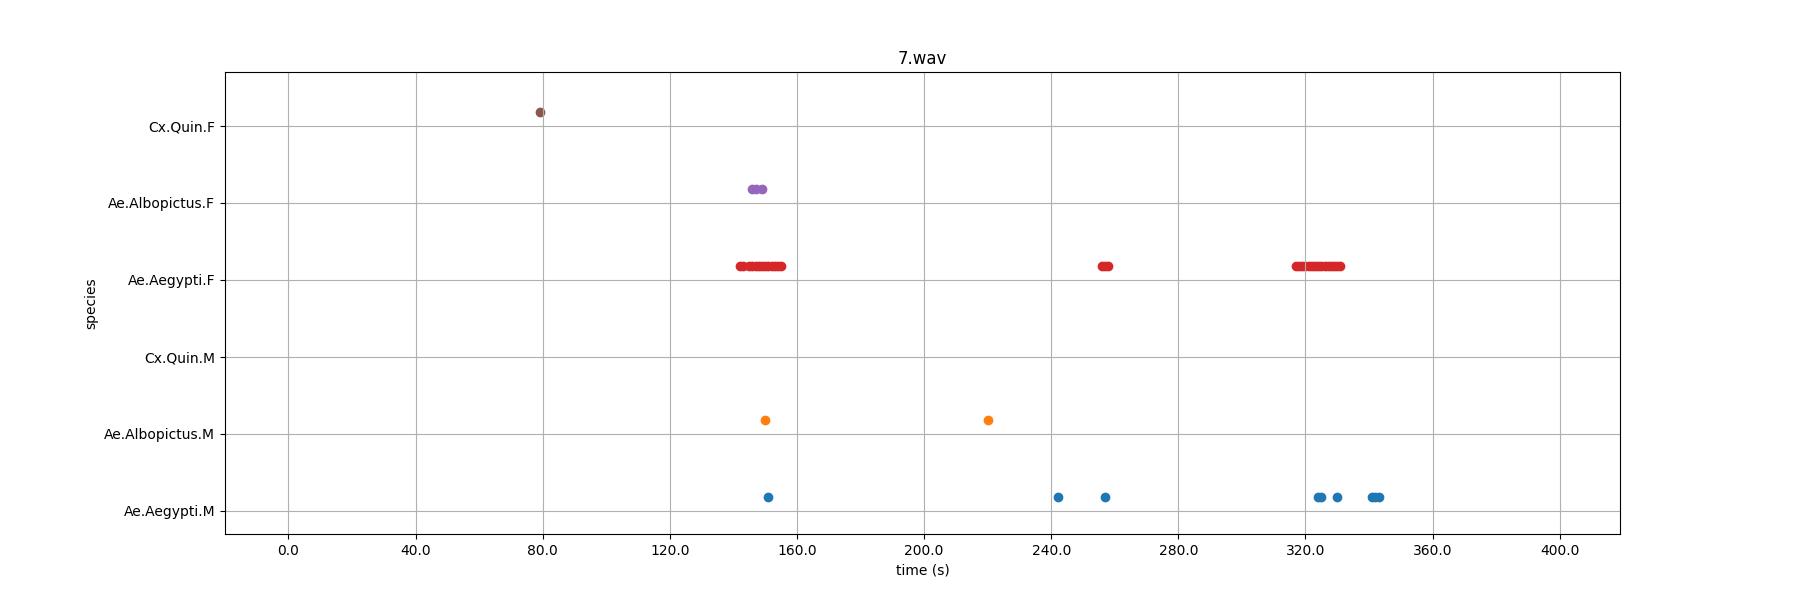 7.wav
species
Cx.Quin.F
Ae.Albopictus.F
Ae.Aegypti.F
Cx.Quin.M
Ae.Albopictus.M
Ae.Aegypti.M
0.0 40.0 80.0 120.0 160.0 200.0 240.0 280.0 320.0 360.0 400.0
time (s)